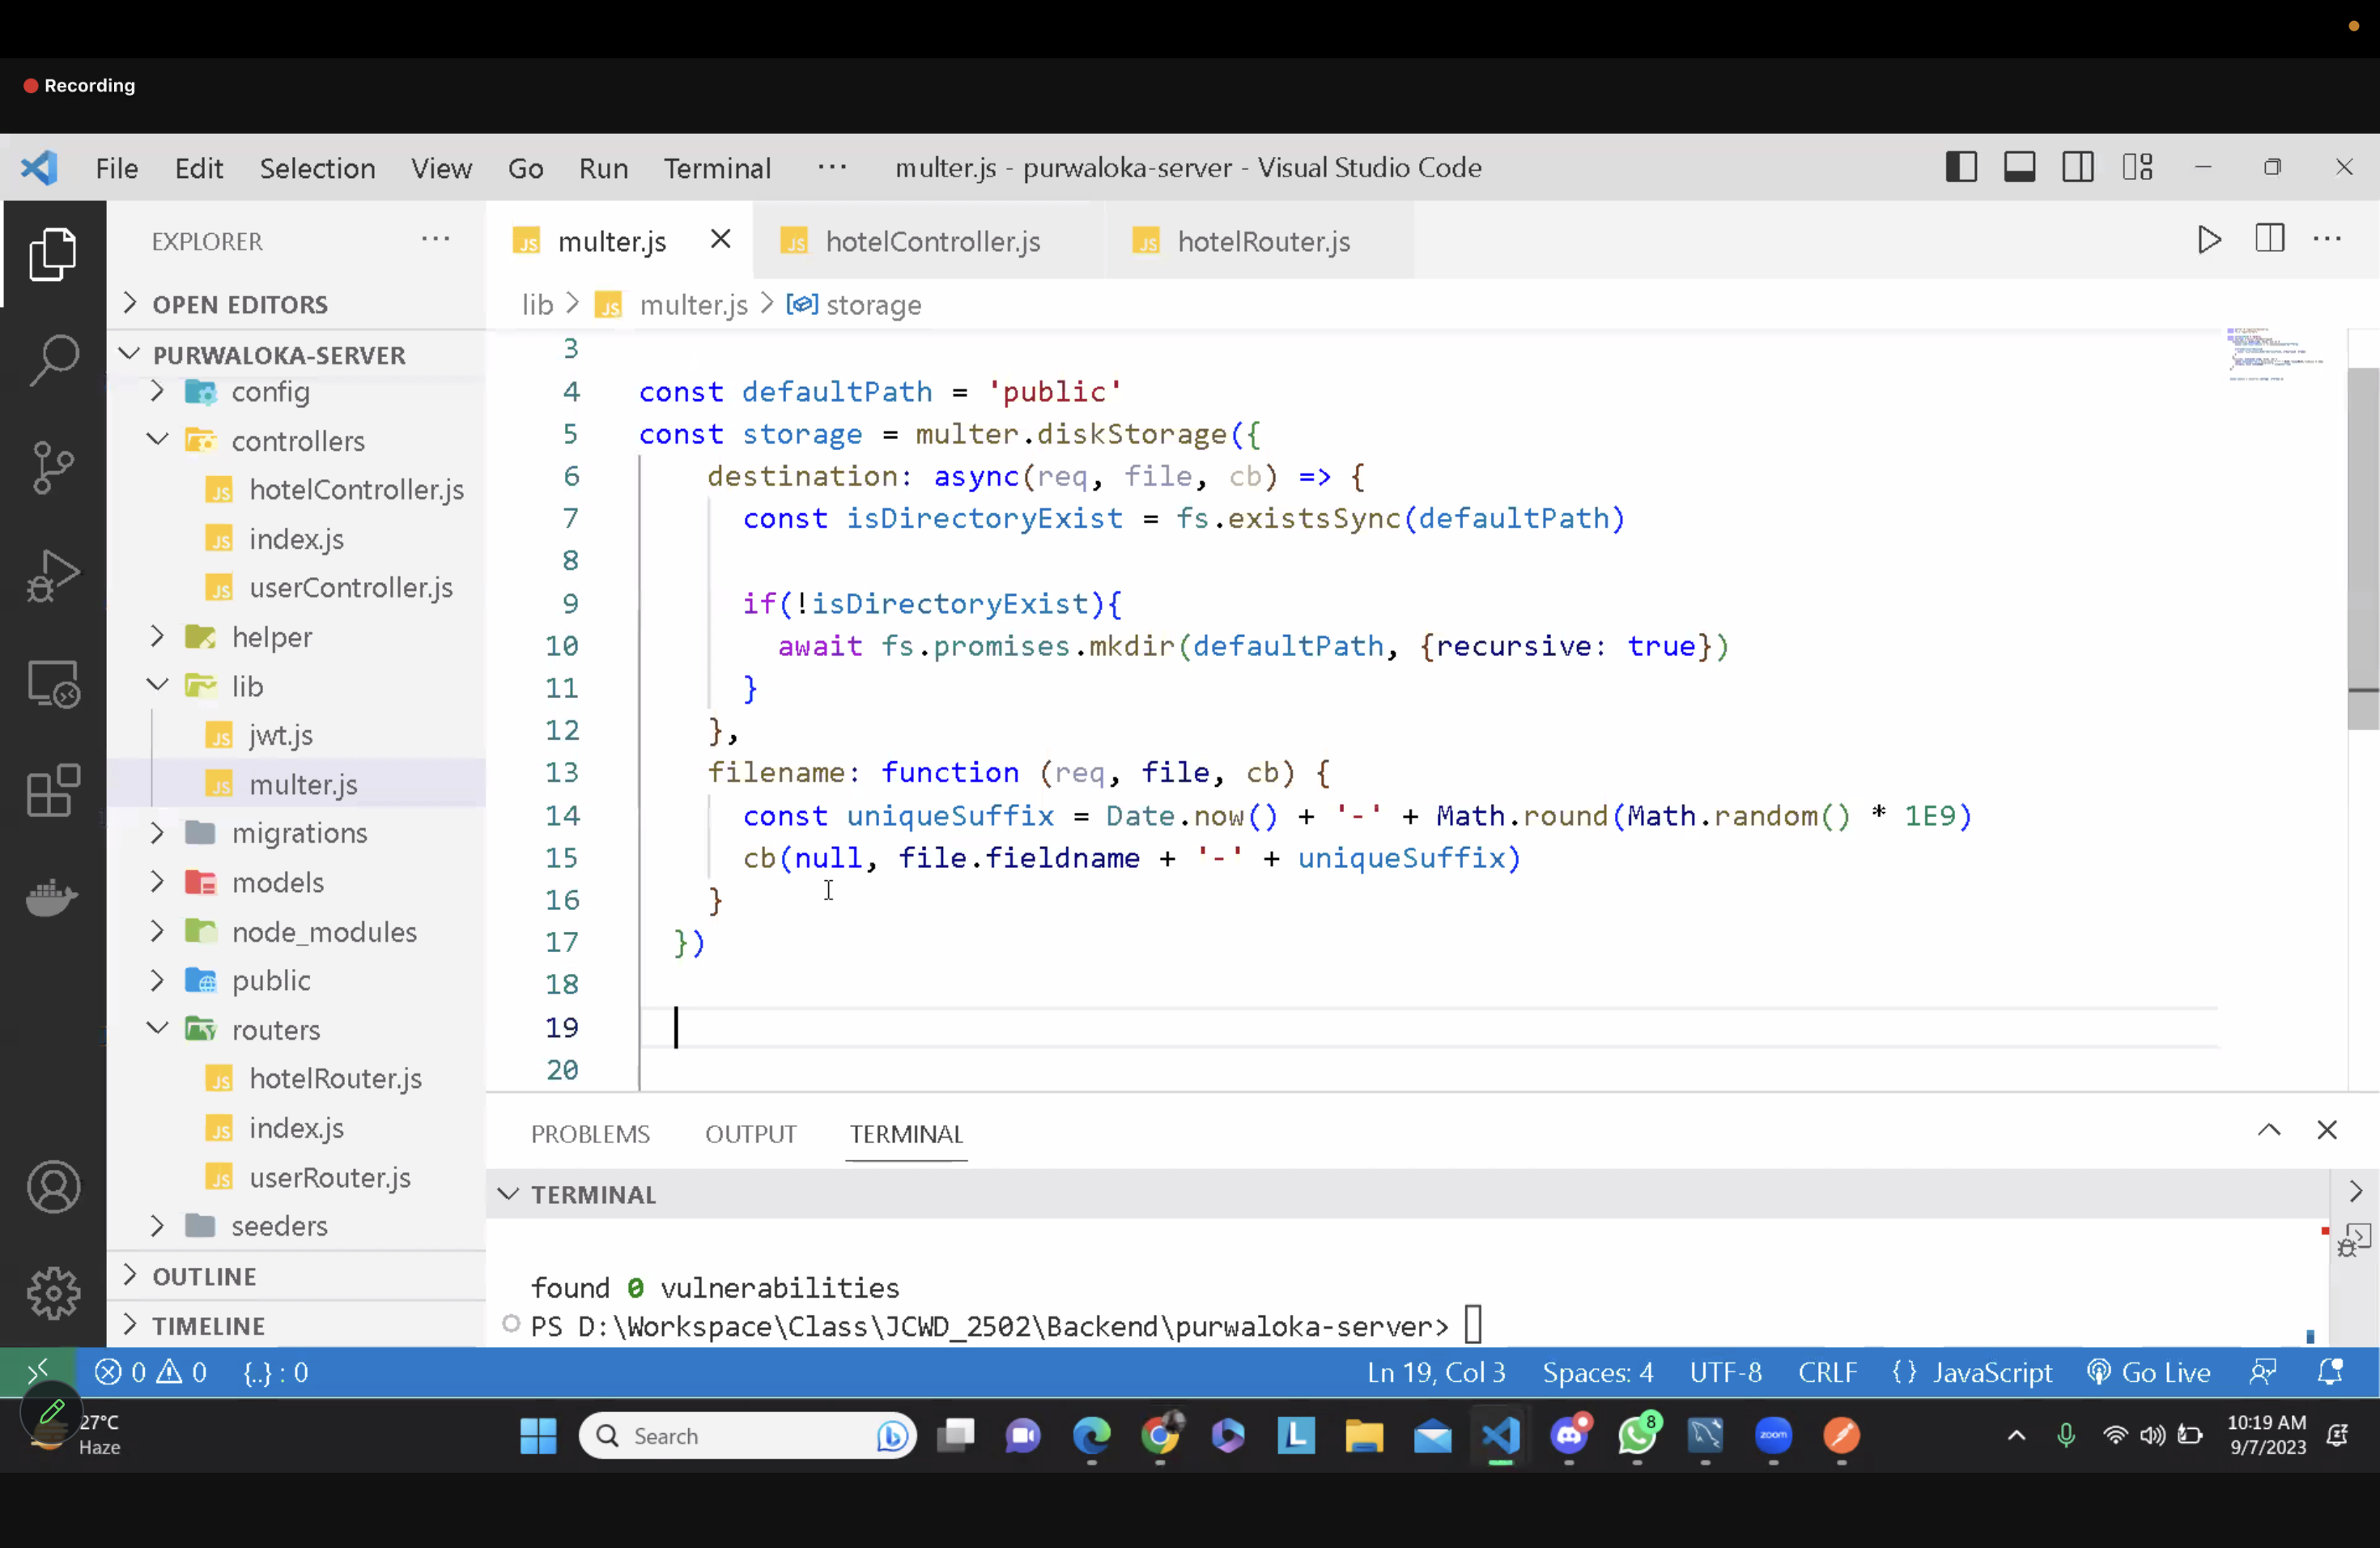 Recording
File Edit Selection View Go Run Terminal ··· multer.js - purwaloka-server - Visual Studio Code
EXPLORER ···
multer.js hotelController.js hotelRouter.js
OPEN EDITORS
lib > multer.js > storage
PURWALOKA-SERVER
config
controllers
hotelController.js
index.js
userController.js
helper
lib
jwt.js
multer.js
migrations
models
node_modules
public
routers
hotelRouter.js
index.js
userRouter.js
seeders
OUTLINE
TIMELINE
3
4 const defaultPath = 'public'
5 const storage = multer.diskStorage({
6 destination: async(req, file, cb) => {
7 const isDirectoryExist = fs.existsSync(defaultPath)
8
9 if(!isDirectoryExist){
10 await fs.promises.mkdir(defaultPath, {recursive: true})
11 }
12 },
13 filename: function (req, file, cb) {
14 const uniqueSuffix = Date.now() + '-' + Math.round(Math.random() * 1E9)
15 cb(null, file.fieldname + '-' + uniqueSuffix)
16 }
17 })
18
19
20
PROBLEMS OUTPUT TERMINAL
TERMINAL
found 0 vulnerabilities
PS D:\Workspace\Class\JCWD_2502\Backend\purwaloka-server>
0 0 {..} : 0 Ln 19, Col 3 Spaces: 4 UTF-8 CRLF {} JavaScript Go Live
27°C
Haze
Search
L
8
zoom
10:19 AM
9/7/2023